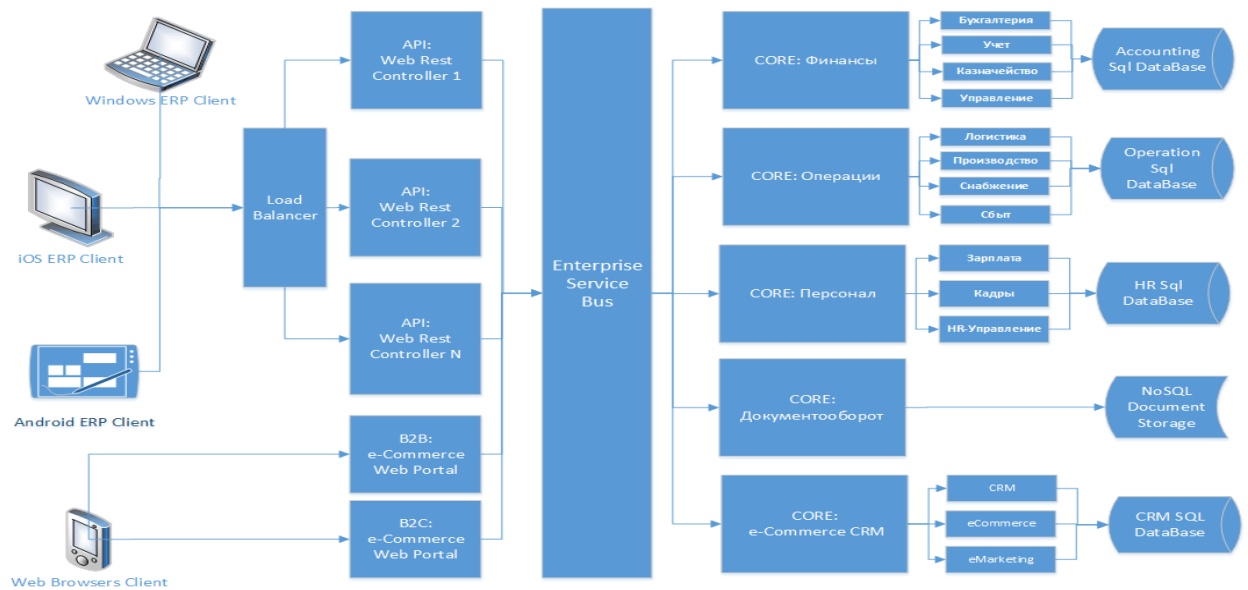 Windows ERP Client
iOS ERP Client
Android ERP Client
Web Browsers Client
Load
Balancer
API:
Web Rest
Controller 1
API:
Web Rest
Controller 2
API:
Web Rest
Controller N
B2B:
e-Commerce
Web Portal
B2C:
e-Commerce
Web Portal
Enterprise
Service
Bus
CORE: Финансы
Бухгалтерия
Учет
Казначейство
Управление
Accounting
Sql DataBase
CORE: Операции
Логистика
Производство
Снабжение
Сбыт
Operation
Sql
DataBase
CORE: Персонал
Зарплата
Кадры
HR-Управление
HR Sql
DataBase
CORE:
Документооборот
NoSQL
Document
Storage
CORE:
e-Commerce CRM
CRM
eCommerce
eMarketing
CRM SQL
DataBase